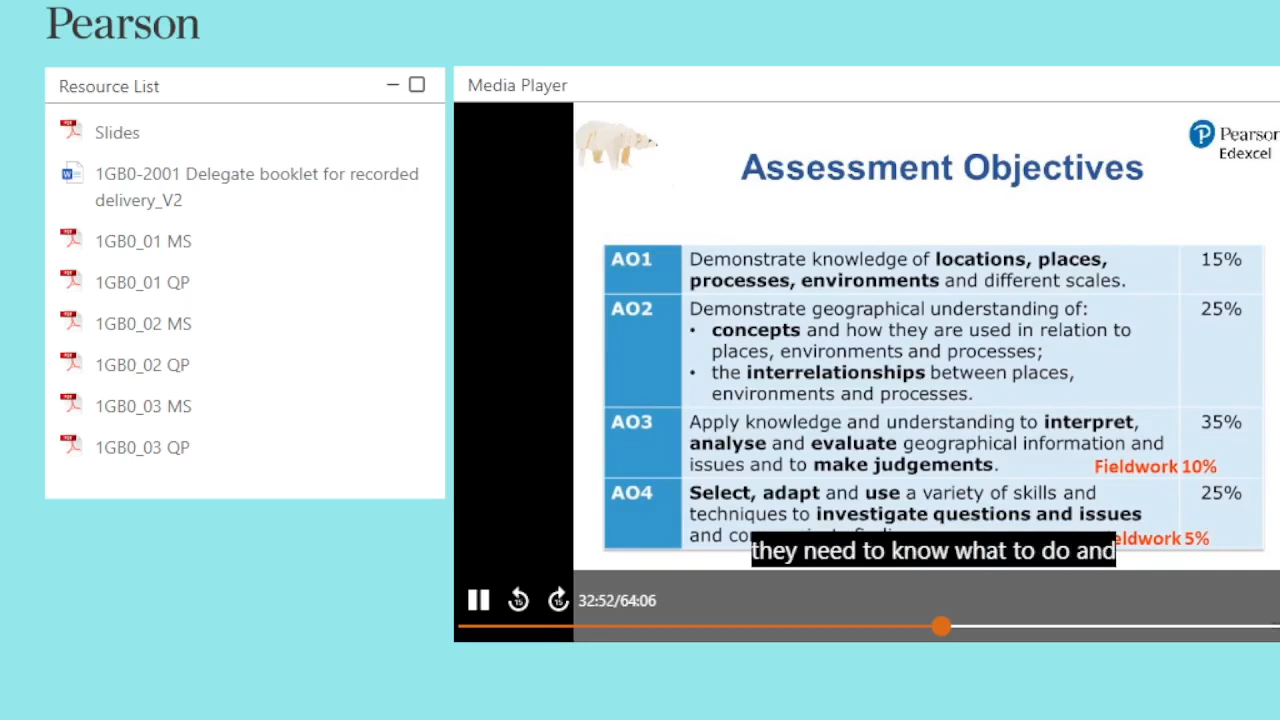 Pearson
Resource List
Slides
1GB0-2001 Delegate booklet for recorded
delivery_V2
1GB0_01 MS
1GB0_01 QP
1GB0_02 MS
1GB0_02 QP
1GB0_03 MS
1GB0_03 QP
Media Player
Pearson
Edexcel
Assessment Objectives
AO1 Demonstrate knowledge of locations, places, 15%
processes, environments and different scales.
AO2 Demonstrate geographical understanding of: 25%
• concepts and how they are used in relation to
places, environments and processes;
• the interrelationships between places,
environments and processes.
AO3 Apply knowledge and understanding to interpret, 35%
analyse and evaluate geographical information and
issues and to make judgements. Fieldwork 10%
AO4 Select, adapt and use a variety of skills and 25%
techniques to investigate questions and issues
and
5%
they need to know what to do and
32:52/64:06